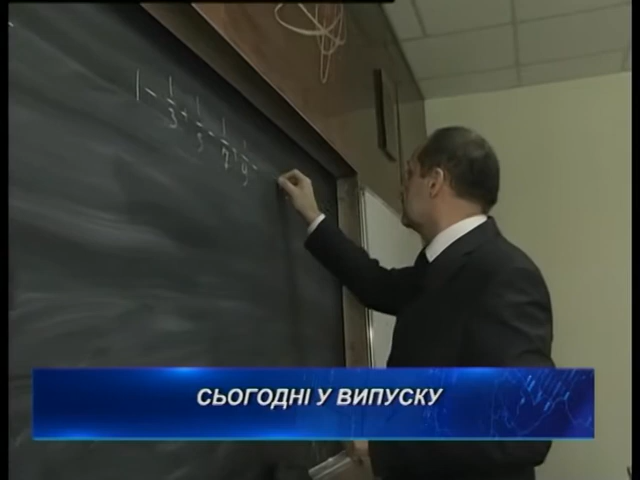 1 - 1/3 + 1/5 - 1/7 + 1/9 -
СЬОГОДНІ У ВИПУСКУ